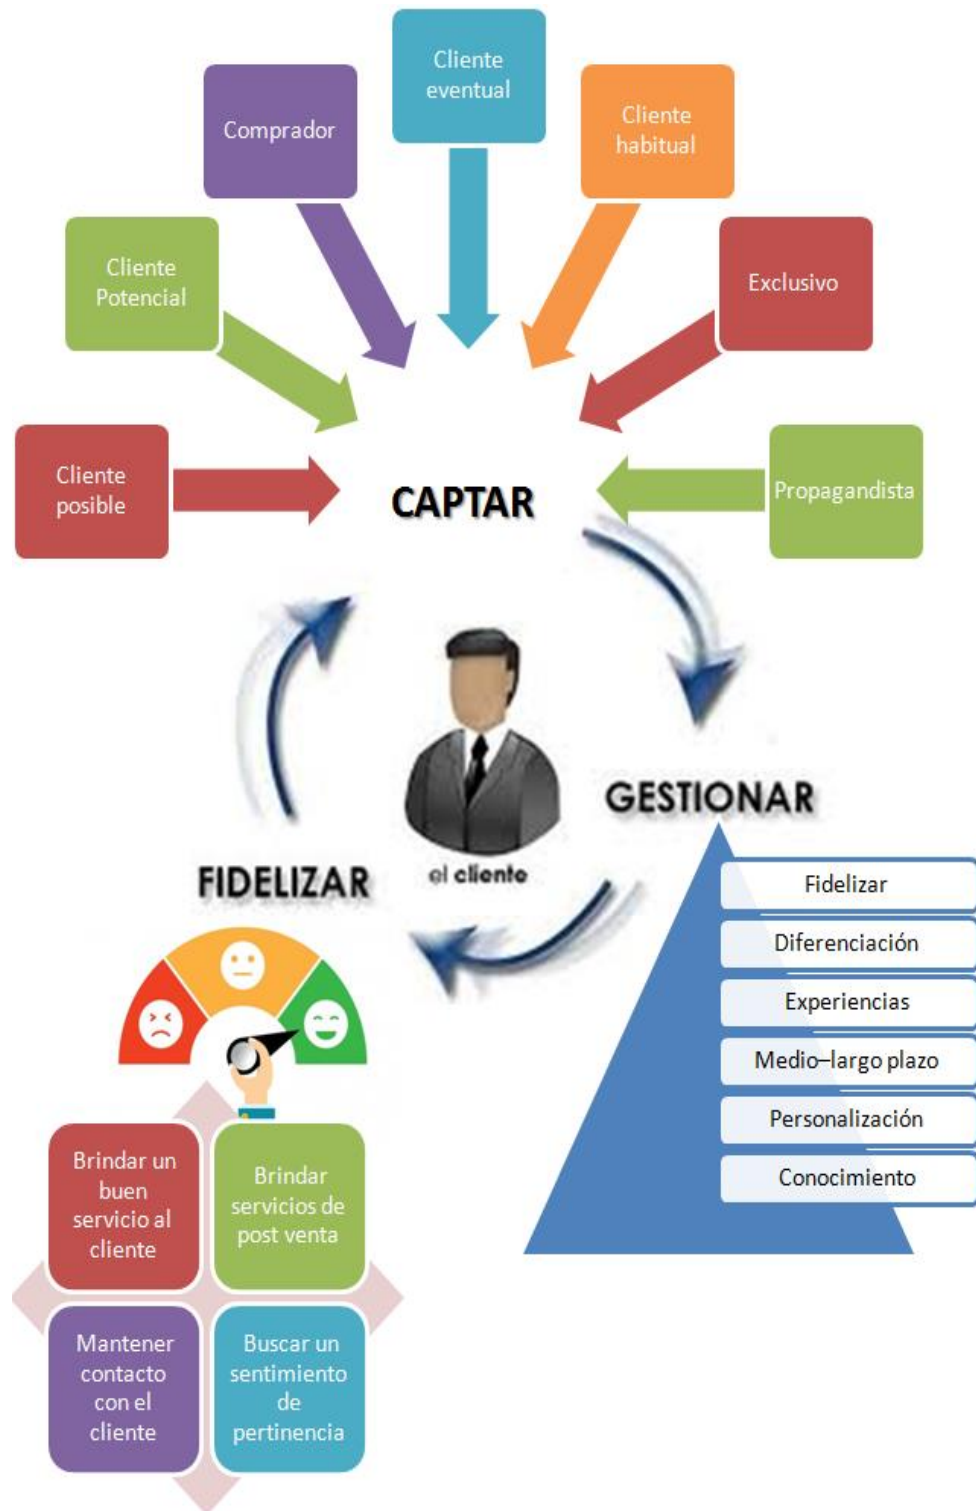 Cliente
eventual
Comprador
Cliente
habitual
Cliente
Potencial
Exclusivo
Cliente
posible
CAPTAR
Propagandista
GESTIONAR
FIDELIZAR
el cliente
Fidelizar
Diferenciación
Experiencias
Medio–largo plazo
Personalización
Conocimiento
Brindar un
buen
servicio al
cliente
Brindar
servicios de
post venta
Mantener
contacto
con el
cliente
Buscar un
sentimiento
de
pertinencia